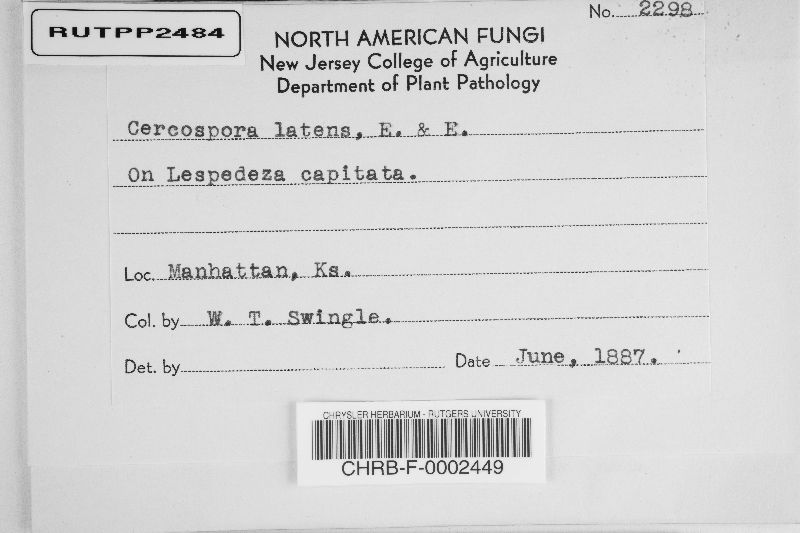 RUTPP2484
No. 2298
NORTH AMERICAN FUNGI
New Jersey College of Agriculture
Department of Plant Pathology
Cercospora latens, E. & E.
On Lespedeza capitata.
Loc. Manhattan, Ks.
Col. by W. T. Swingle.
Det. by
Date June, 1887.
CHRYSLER HERBARIUM - RUTGERS UNIVERSITY
CHRB-F-0002449